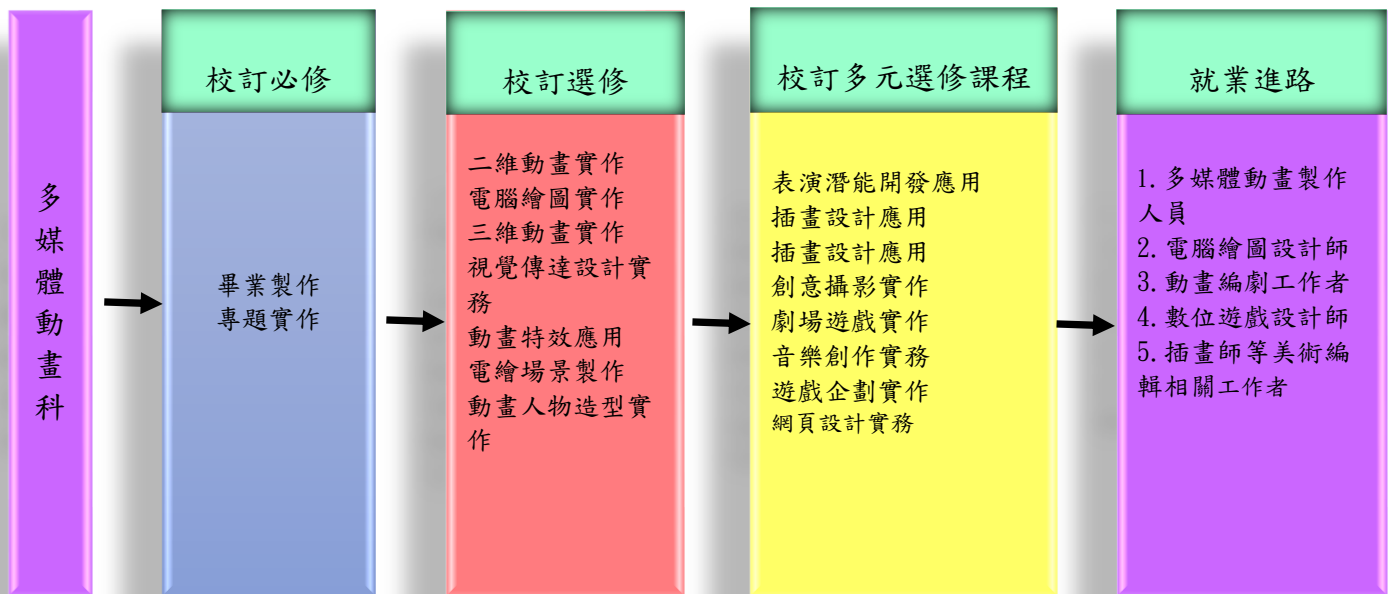 多媒體動畫科
校訂必修
畢業製作
專題實作
校訂選修
二維動畫實作
電腦繪圖實作
三維動畫實作
視覺傳達設計實
務
動畫特效應用
電繪場景製作
動畫人物造型實
作
校訂多元選修課程
表演潛能開發應用
插畫設計應用
插畫設計應用
創意攝影實作
劇場遊戲實作
音樂創作實務
遊戲企劃實作
網頁設計實務
就業進路
1. 多媒體動畫製作
人員
2. 電腦繪圖設計師
3. 動畫編劇工作者
4. 數位遊戲設計師
5. 插畫師等美術編
輯相關工作者